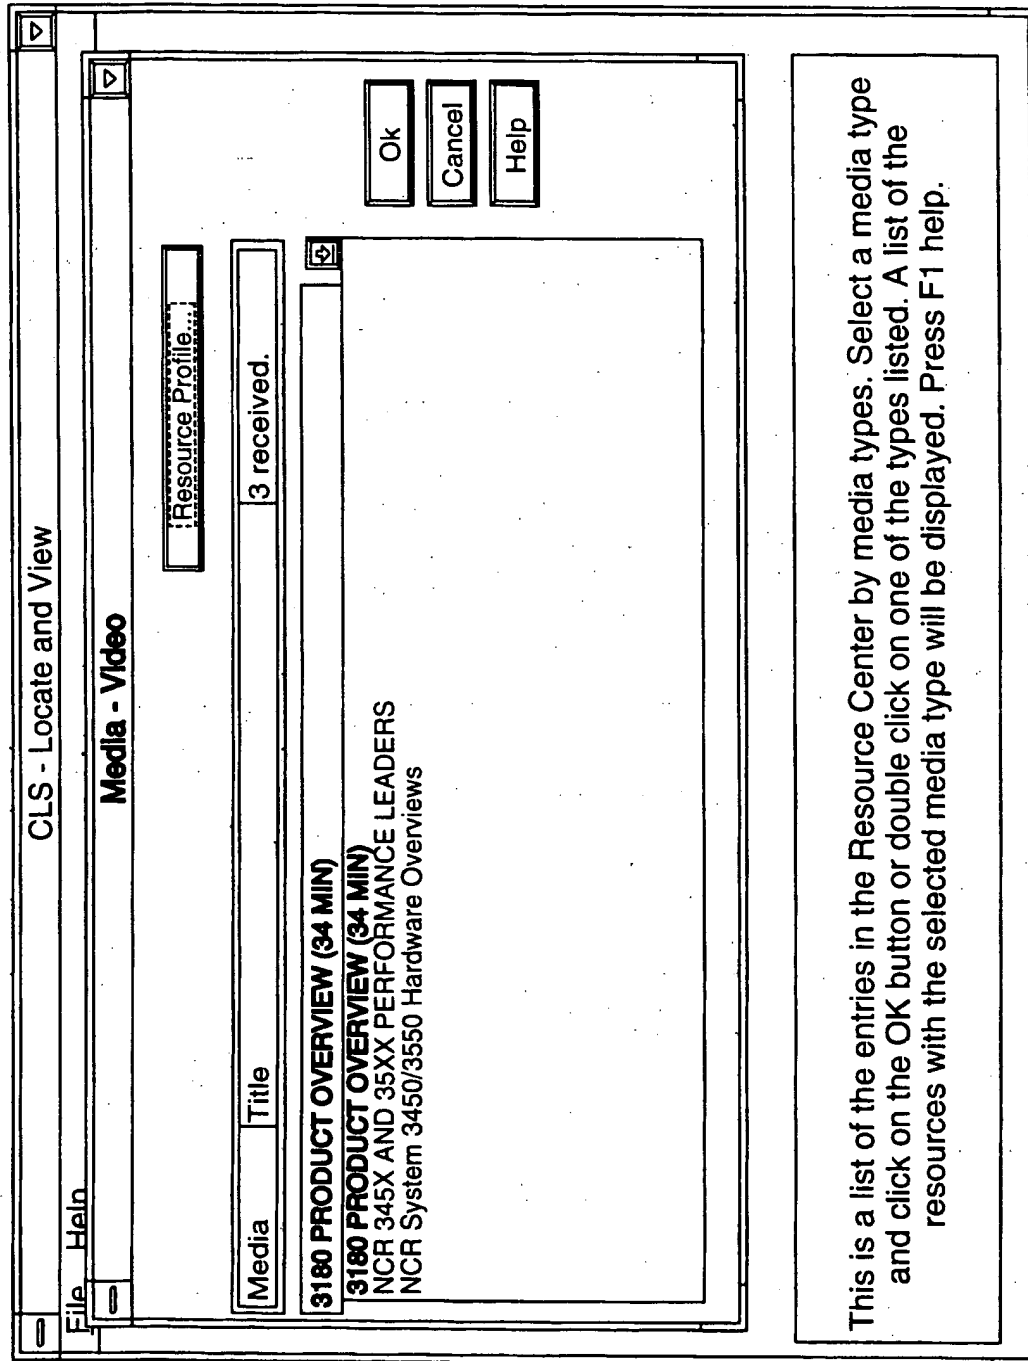 CLS - Locate and View
File Help
Media - Video
Resource Profile...
Media Title 3 received.
3180 PRODUCT OVERVIEW (34 MIN)
3180 PRODUCT OVERVIEW (34 MIN)
NCR 345X AND 35XX PERFORMANCE LEADERS
NCR System 3450/3550 Hardware Overviews
Ok
Cancel
Help
This is a list of the entries in the Resource Center by media types. Select a media type
and click on the OK button or double click on one of the types listed. A list of the
resources with the selected media type will be displayed. Press F1 help.